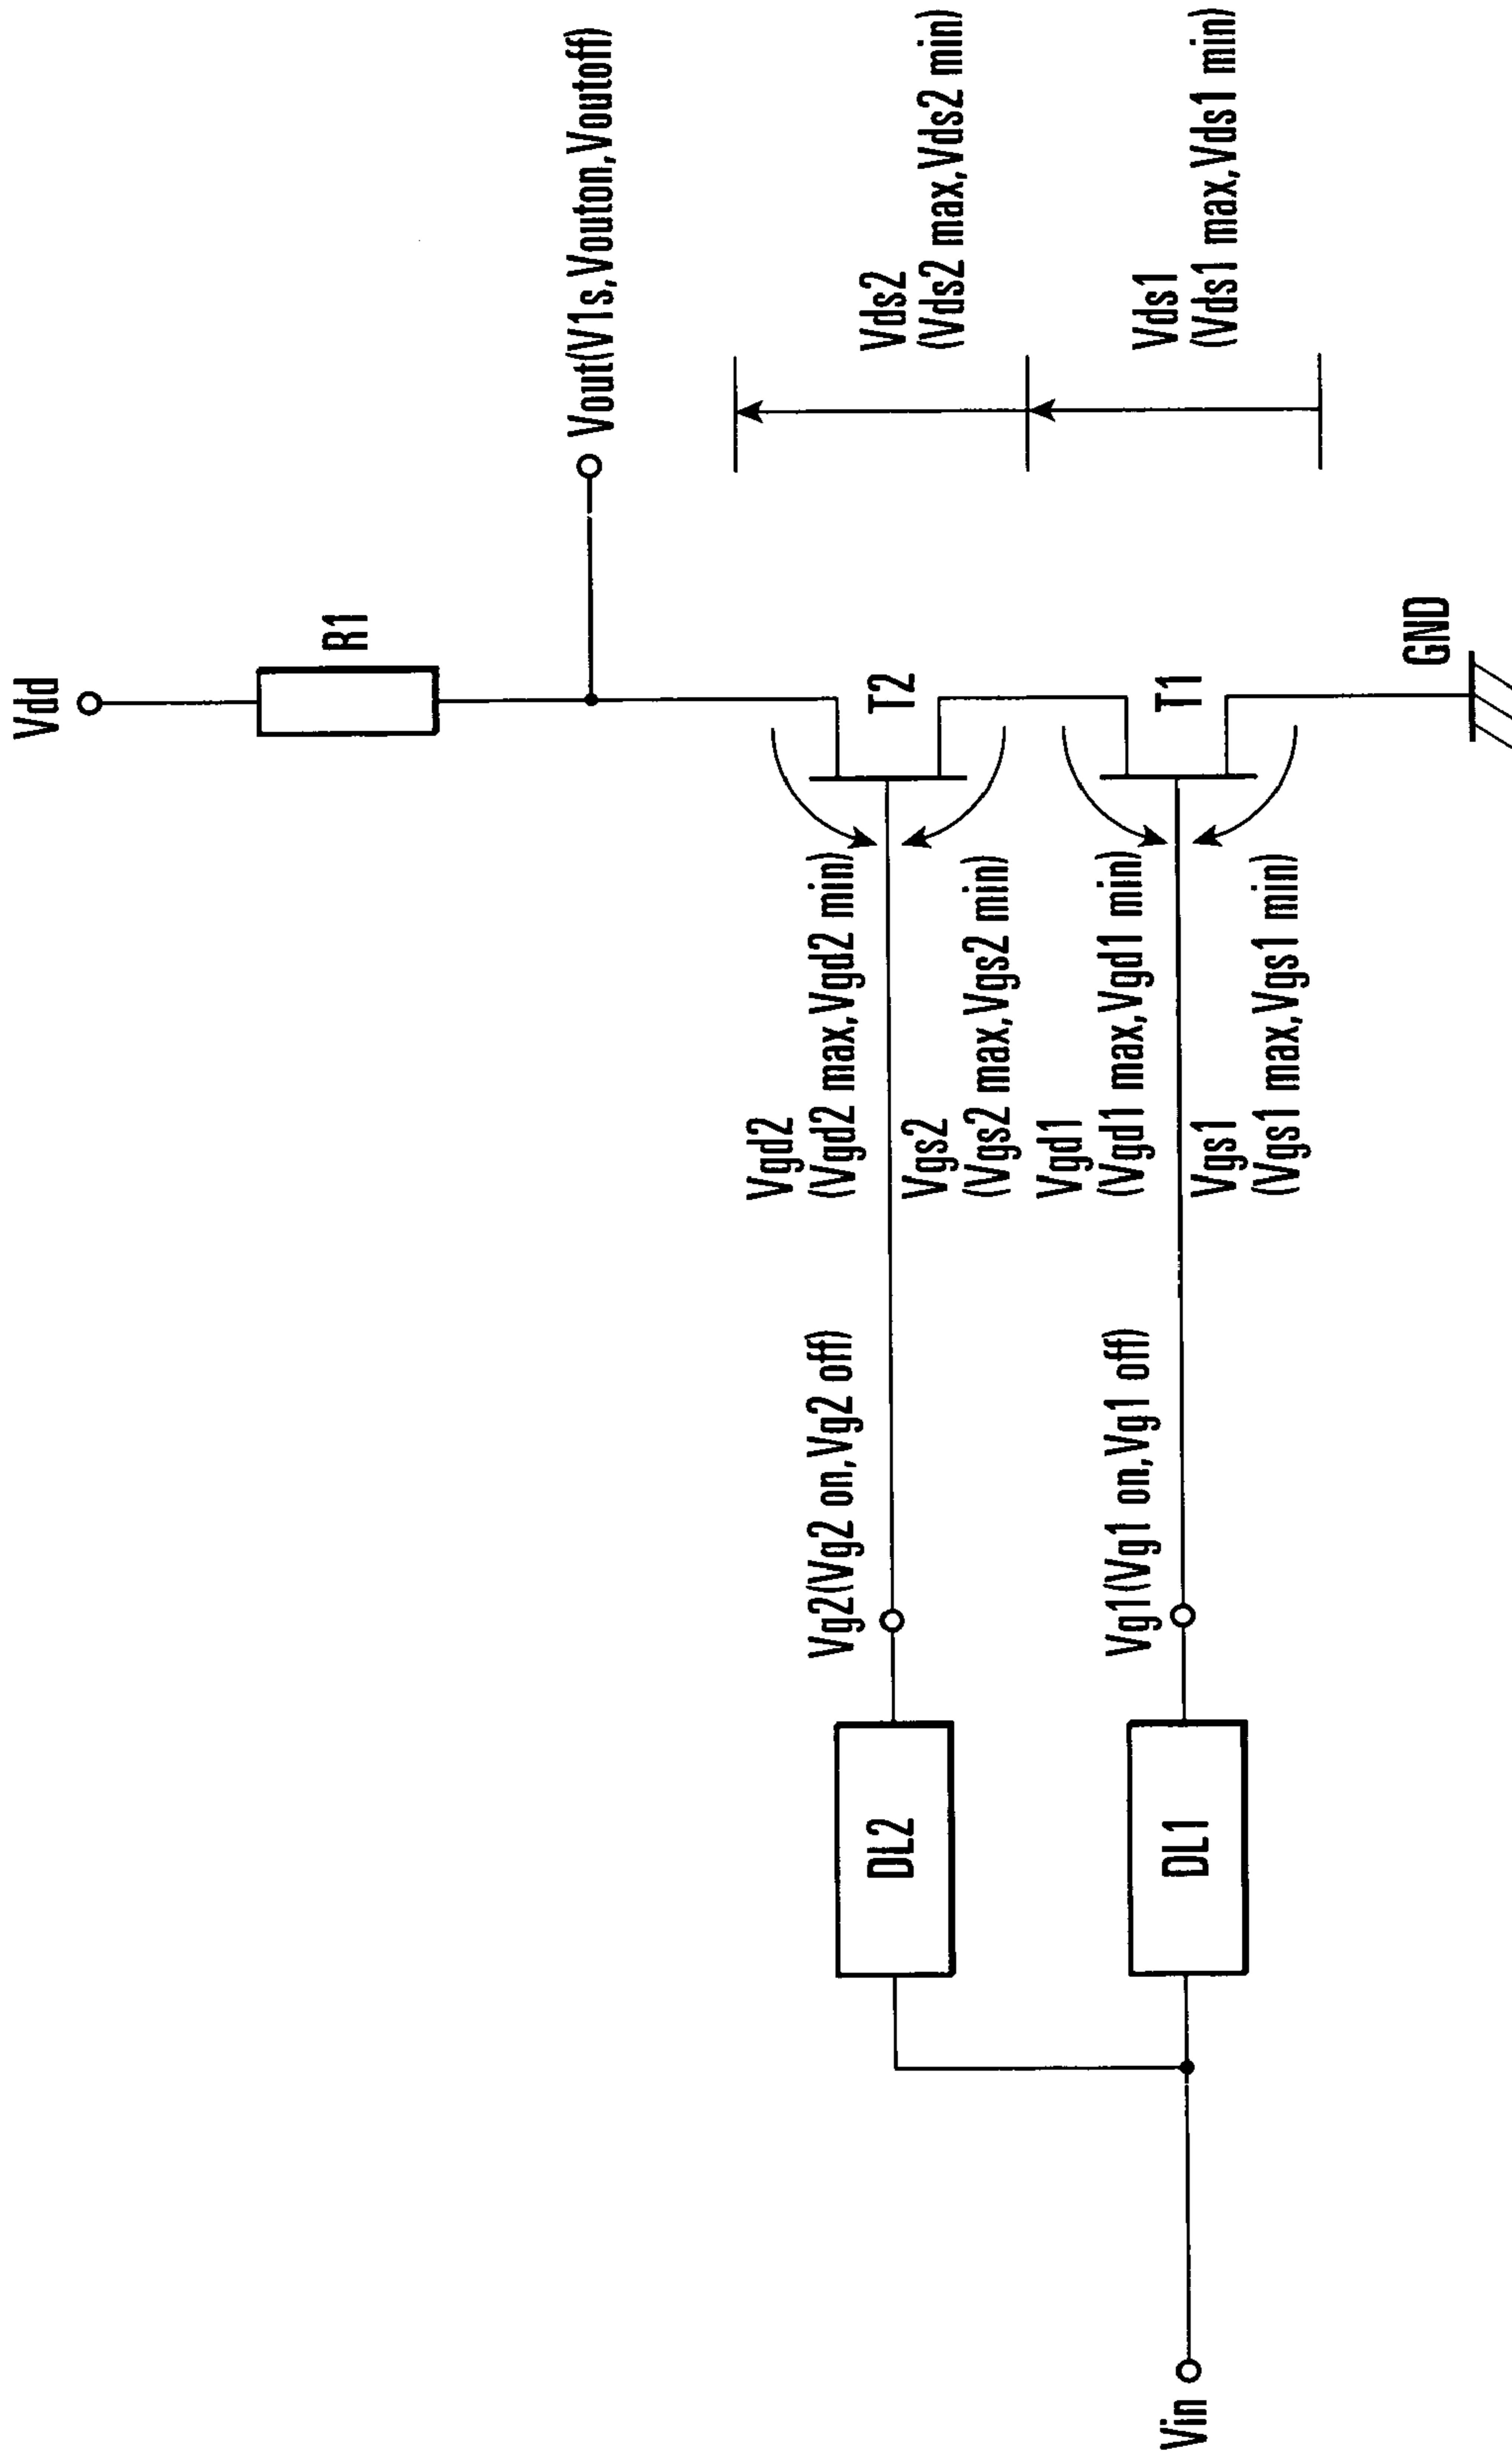 Vdd
R1
Vout(V1s,Vouton,Voutoff)
Vgd2
(Vgd2 max,Vgd2 min)
T2
Vds2
(Vds2 max,Vds2 min)
Vg2(Vg2 on,Vg2 off)
DL2
Vgs2
(Vgs2 max,Vgs2 min)
Vgd1
(Vgd1 max,Vgd1 min)
T1
Vds1
(Vds1 max,Vds1 min)
Vg1(Vg1 on,Vg1 off)
DL1
Vgs1
(Vgs1 max,Vgs1 min)
Vin
GND